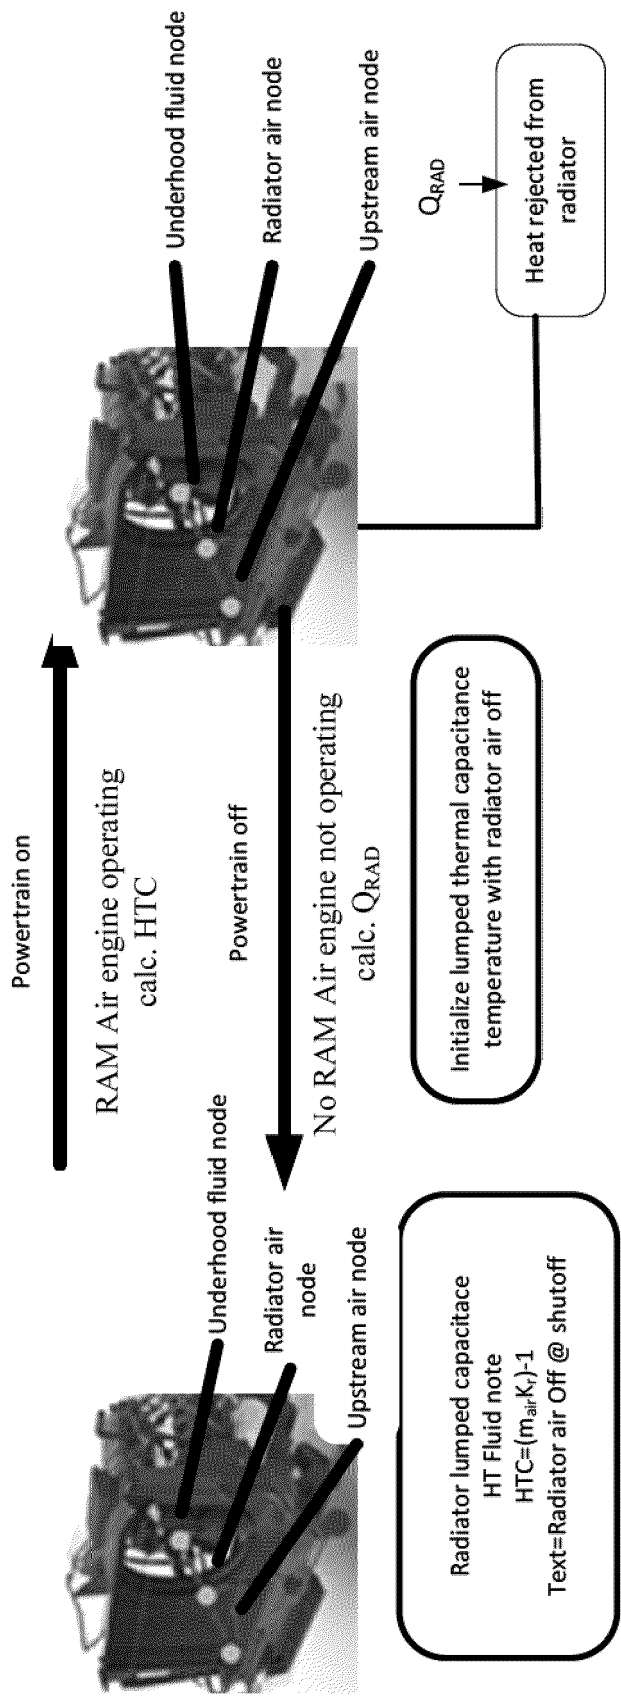 Powertrain on
RAM Air engine operating
calc. HTC
Powertrain off
No RAM Air engine not operating
calc. QRAD
Underhood fluid node
Radiator air
node
Upstream air node
Underhood fluid node
Radiator air node
Upstream air node
Radiator lumped capacitace
HT Fluid note
HTC=(mairKr)-1
Text=Radiator air Off @ shutoff
Initialize lumped thermal capacitance
temperature with radiator air off
QRAD
Heat rejected from
radiator